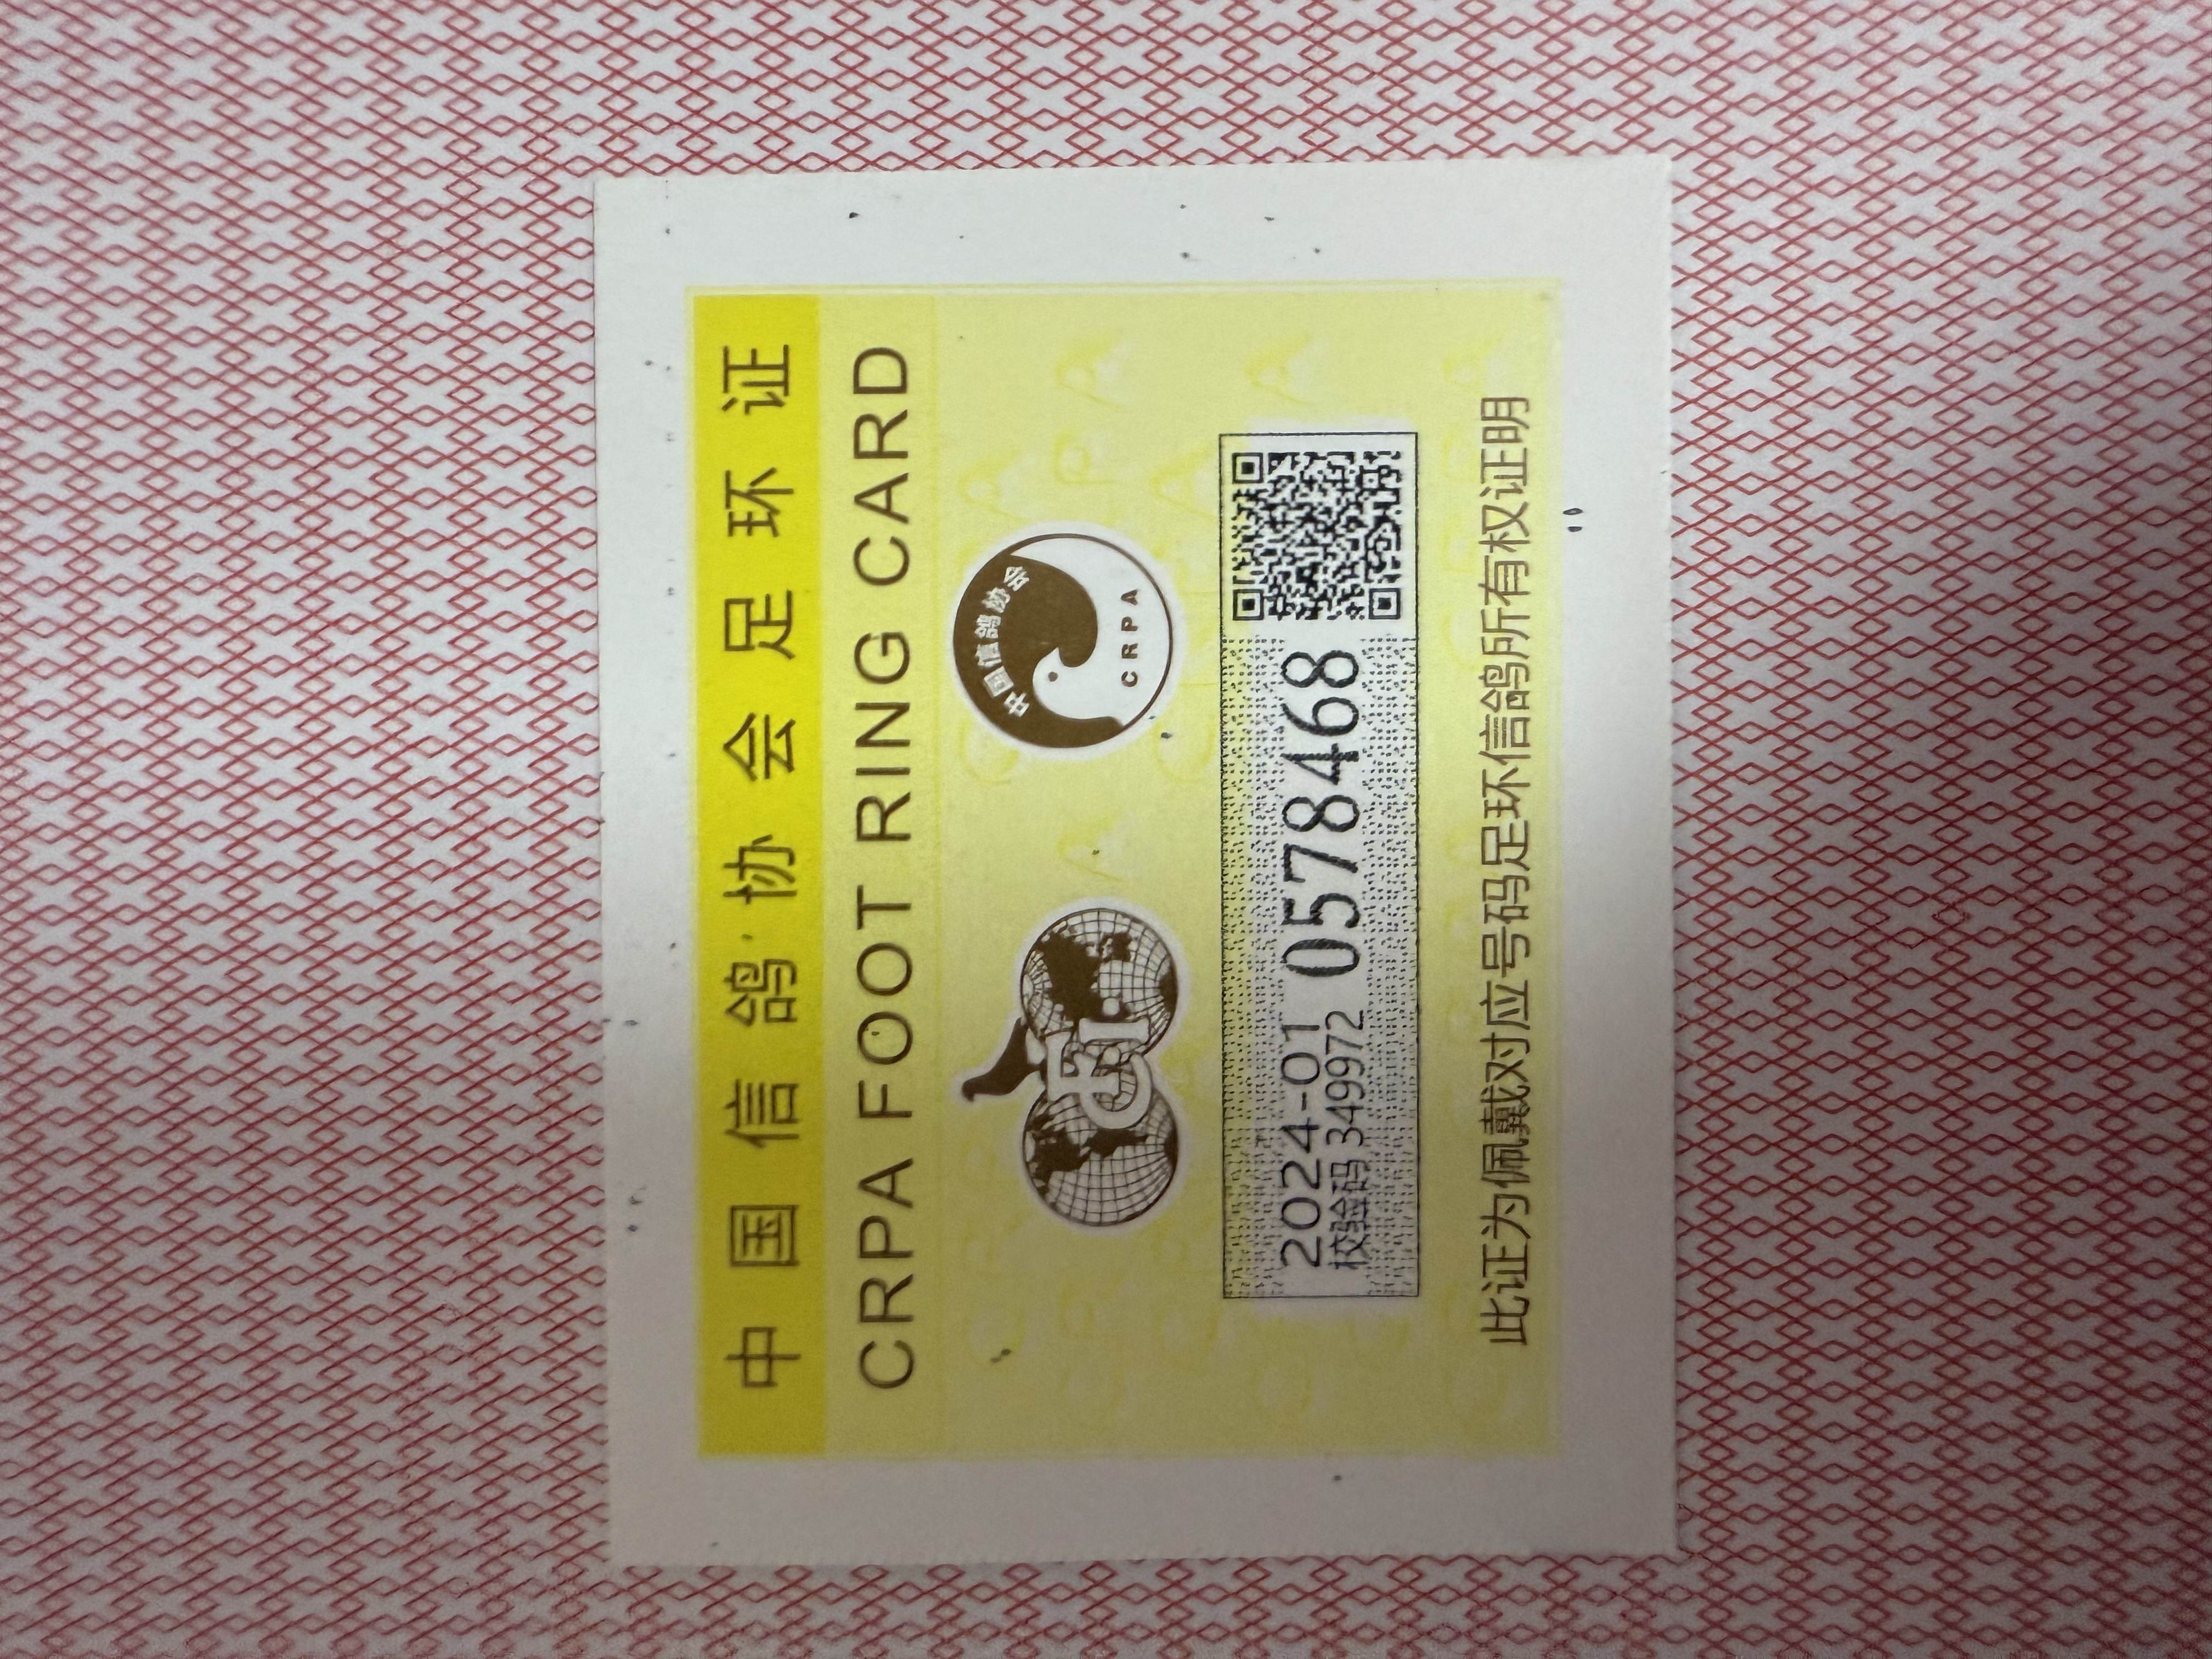 中国信鸽协会足环证
CRPA FOOT RING CARD
FCI
中国信鸽协会
CRPA
2024-01 0578468
校验码 349972
此证为佩戴对应号码足环信鸽所有权证明